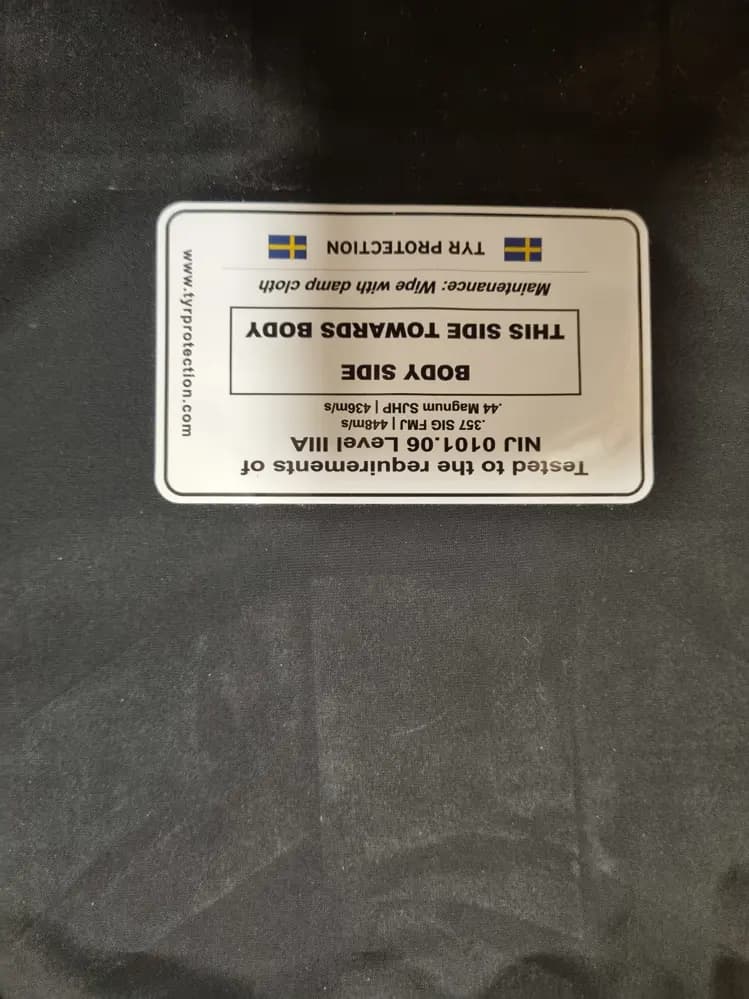 Tested to the requirements of
NIJ 0101.06 Level IIIA
.357 SIG FMJ | 448m/s
.44 Magnum SJHP | 436m/s
BODY SIDE
THIS SIDE TOWARDS BODY
Maintenance: Wipe with damp cloth
TYR PROTECTION
www.tyrprotection.com